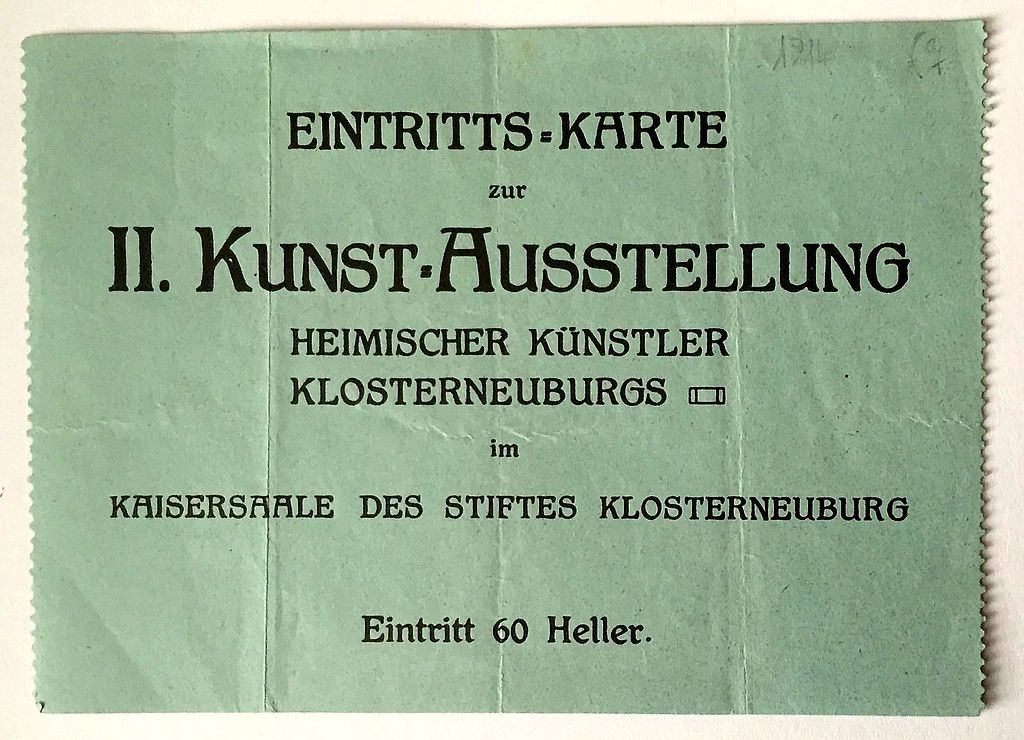 EINTRITTS=KARTE
zur
II. KUNST=AUSSTELLUNG
HEIMISCHER KÜNSTLER
KLOSTERNEUBURGS
im
KAISERSAALE DES STIFTES KLOSTERNEUBURG
Eintritt 60 Heller.